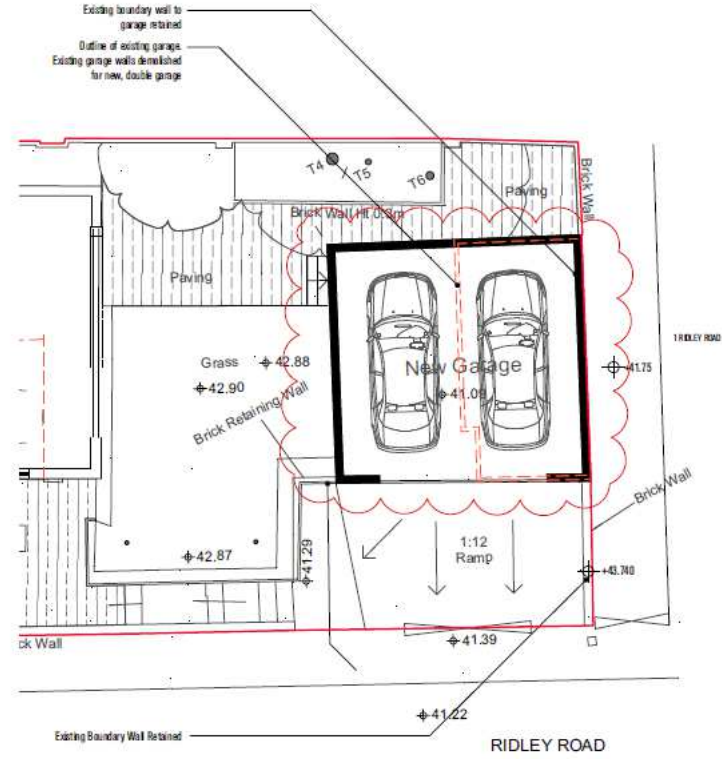 Existing boundary wall to
garage retained
Outline of existing garage.
Existing garage walls demolished
for new, double garage
T4
T5
T6
Brick Wall Ht 0.3m
Paving
Brick Wall
Paving
1 RIDLEY ROAD
Grass
42.88
42.90
New Garage
41.09
41.75
Brick Retaining Wall
Brick Wall
1:12
Ramp
42.87
41.29
+43.740
ck Wall
41.39
41.22
Existing Boundary Wall Retained
RIDLEY ROAD